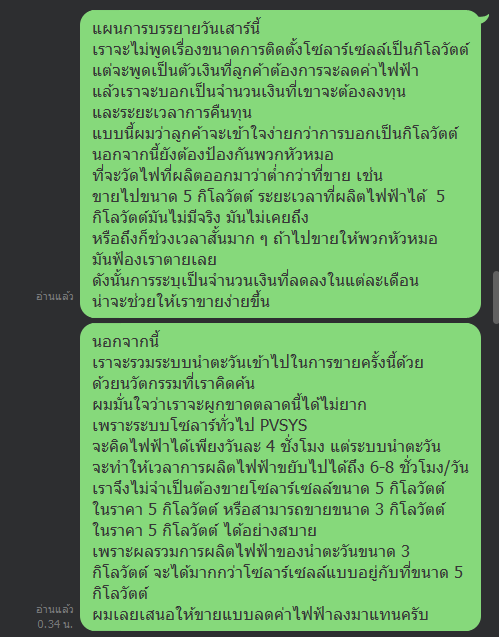 แผนการบรรยายวันเสาร์นี้
เราจะไม่พูดเรื่องขนาดการติดตั้งโซ่ลาร์เซ่ลล์เป็นกิโลวัตต์
แต่จะพูดเป็นตัวเงินที่ลูกค้าต้องการจะลดค่าไฟฟ้า
แล้วเราจะบอกเป็นจำนวนเงินที่เขาจะต้องลงทุน
และระยะเวลาการคืนทุน
แบบนี้ผมว่าลูกค้าจะเข้าใจง่ายกว่าการบอกเป็นกิโลวัตต์
นอกจากนี้ยังต้องป้องกันพวกหัวหมอ
ที่จะวัดไฟที่ผลิตออกมาว่าต่ำกว่าที่ขาย เช่น
ขายไปขนาด 5 กิโลวัตต์ ระยะเวลาที่ผลิตไฟฟ้าได้ 5
กิโลวัตต์มันไม่มีจริง มันไม่เคยถึง
หรือถึงก็ช่วงเวลาสั้นมาก ๆ ถ้าไปขายให้พวกหัวหมอ
มันฟ้องเราตายเลย
ดังนั้นการระบุเป็นจำนวนเงินที่ลดลงในแต่ละเดือน
น่าจะช่วยให้เราขายง่ายขึ้น
อ่านแล้ว
นอกจากนี้
เราจะรวมระบบนำตะวันเข้าไปในการขายครั้งนี้ด้วย
ด้วยนวัตกรรมที่เราคิดค้น
ผมมั่นใจว่าเราจะผูกขาดตลาดนี้ได้ไม่ยาก
เพราะระบบโซ่ลาร์ทั่วไป PVSYS
จะคิดไฟฟ้าได้เพียงวันละ 4 ชั่งโมง แต่ระบบนำตะวัน
จะทำให้เวลาการผลิตไฟฟ้าขยับไปได้ถึง 6-8 ชั่วโมง/วัน
เราจึงไม่จำเป็นต้องขายโซ่ลาร์เซ่ลล์ขนาด 5 กิโลวัตต์
ในราคา 5 กิโลวัตต์ หรือสามารถขายขนาด 3 กิโลวัตต์
ในราคา 5 กิโลวัตต์ ได้อย่างสบาย
เพราะผลรวมการผลิตไฟฟ้าของนำตะวันขนาด 3
กิโลวัตต์ จะได้มากกว่าโซ่ลาร์เซ่ลล์แบบอยู่กับที่ขนาด 5
กิโลวัตต์
ผมเลยเสนอให้ขายแบบลดค่าไฟฟ้าลงมาแทนครับ
อ่านแล้ว
0.34 น.